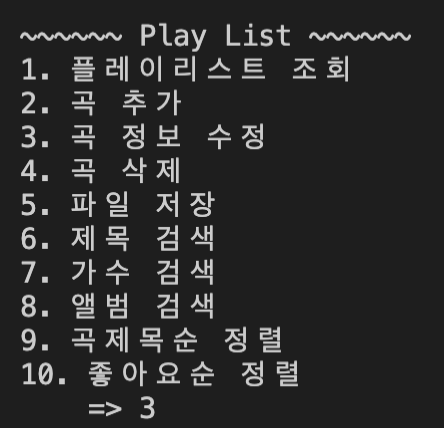 ~~~~~~ Play List ~~~~~~
1. 플레이리스트 조회
2. 곡 추가
3. 곡 정보 수정
4. 곡 삭제
5. 파일 저장
6. 제목 검색
7. 가수 검색
8. 앨범 검색
9. 곡제목순 정렬
10. 좋아요순 정렬
=> 3